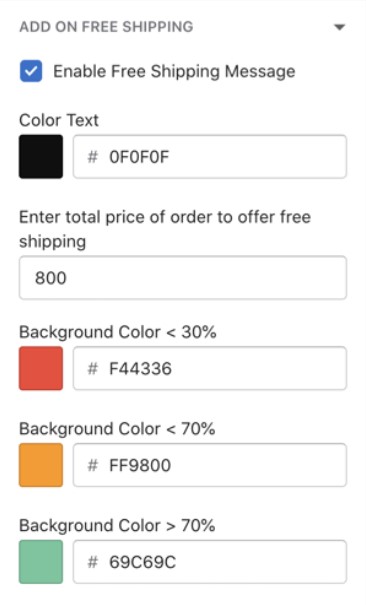 ADD ON FREE SHIPPING
Enable Free Shipping Message
Color Text
# 0F0F0F
Enter total price of order to offer free
shipping
800
Background Color < 30%
# F44336
Background Color < 70%
# FF9800
Background Color > 70%
# 69C69C